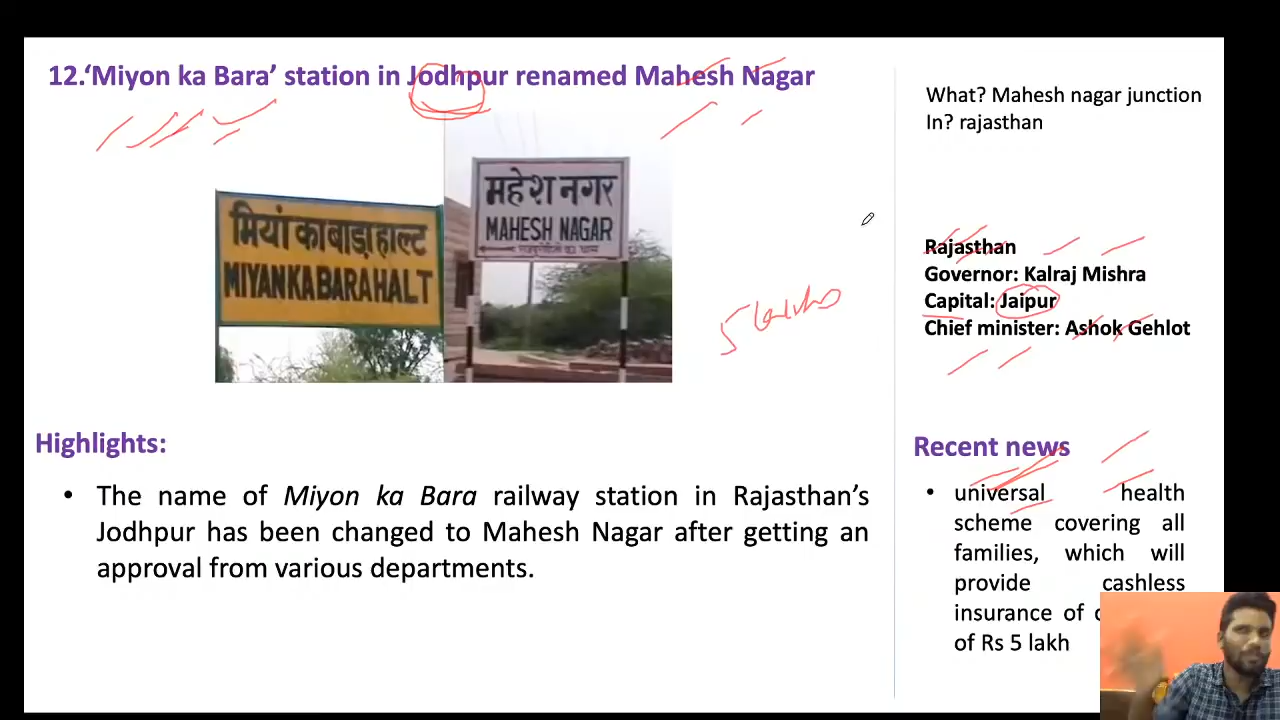 12.‘Miyon ka Bara’ station in Jodhpur renamed Mahesh Nagar
मियां का बाड़ा हाल्ट
MIYAN KA BARA HALT
महेश नगर
MAHESH NAGAR
5 lakhs
Highlights:
• The name of Miyon ka Bara railway station in Rajasthan’s
Jodhpur has been changed to Mahesh Nagar after getting an
approval from various departments.
What? Mahesh nagar junction
In? rajasthan
Rajasthan
Governor: Kalraj Mishra
Capital: Jaipur
Chief minister: Ashok Gehlot
Recent news
• universal health
scheme covering all
families, which will
provide cashless
insurance of
of Rs 5 lakh